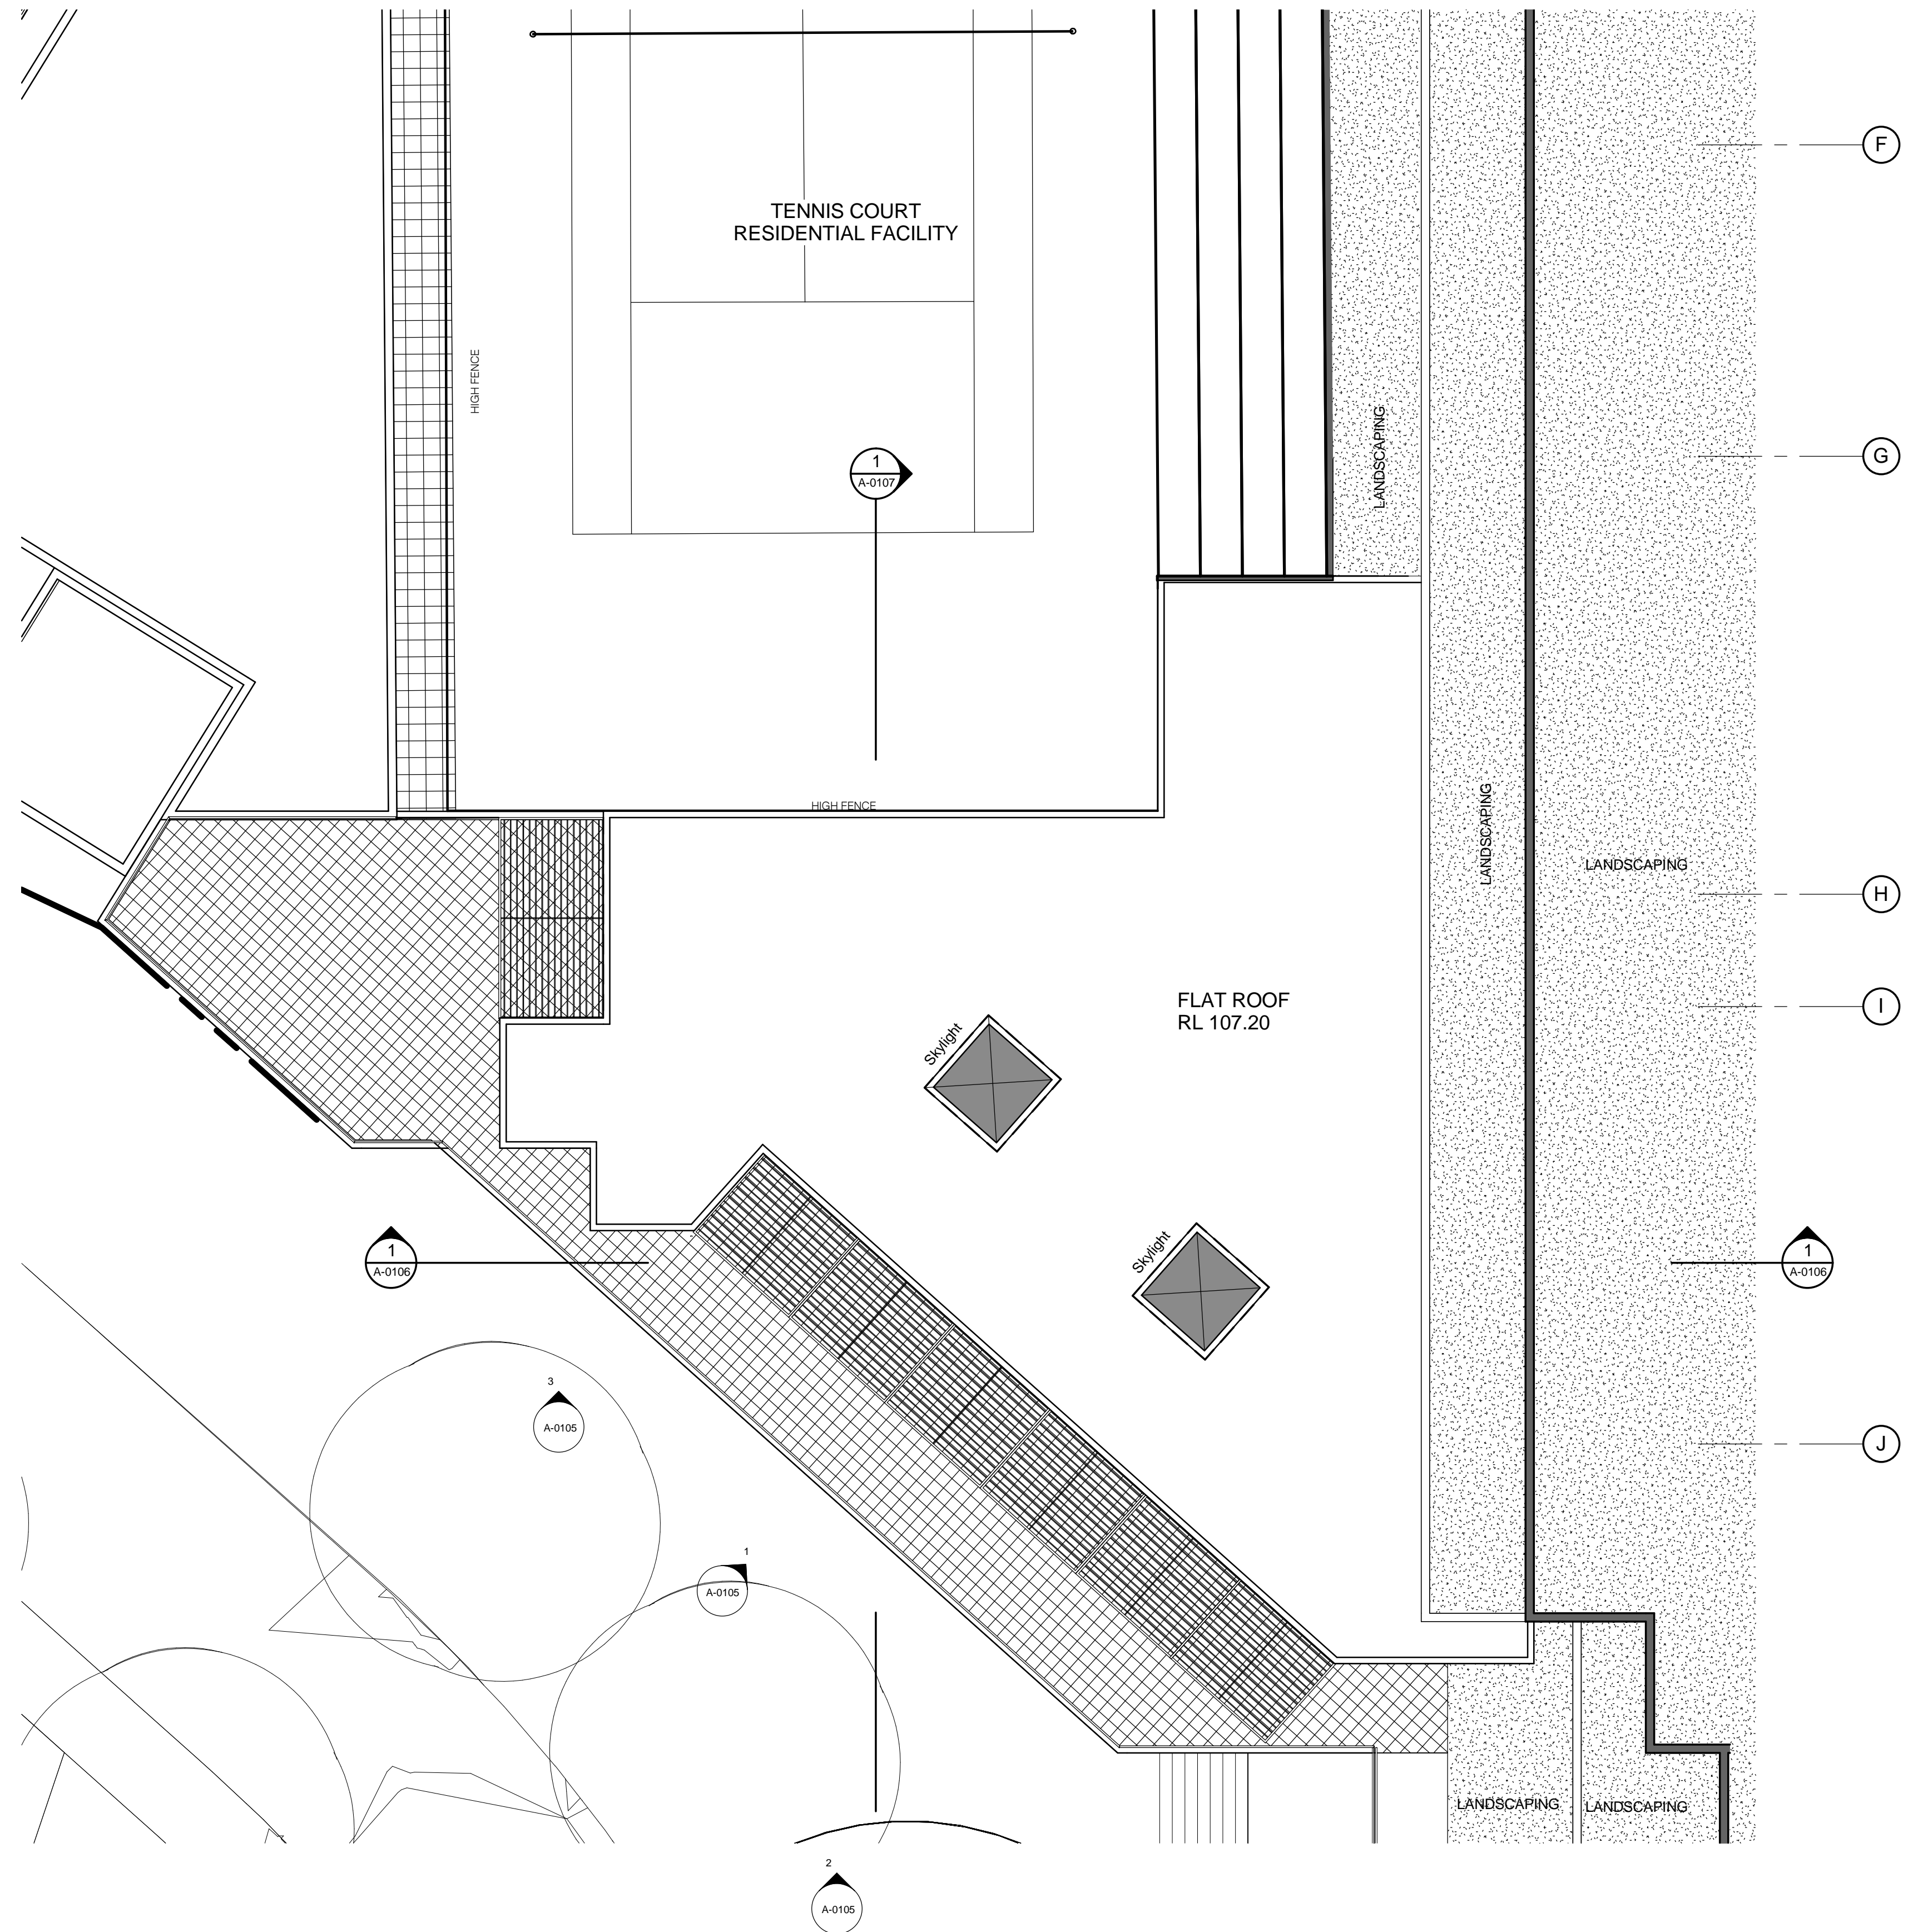 F
TENNIS COURT
RESIDENTIAL FACILITY
HIGH FENCE
LANDSCAPING
G
1
A-0107
HIGH FENCE
LANDSCAPING
LANDSCAPING
H
FLAT ROOF
RL 107.20
I
Skylight
Skylight
1
A-0106
1
A-0106
3
A-0105
J
1
A-0105
LANDSCAPING
LANDSCAPING
2
A-0105